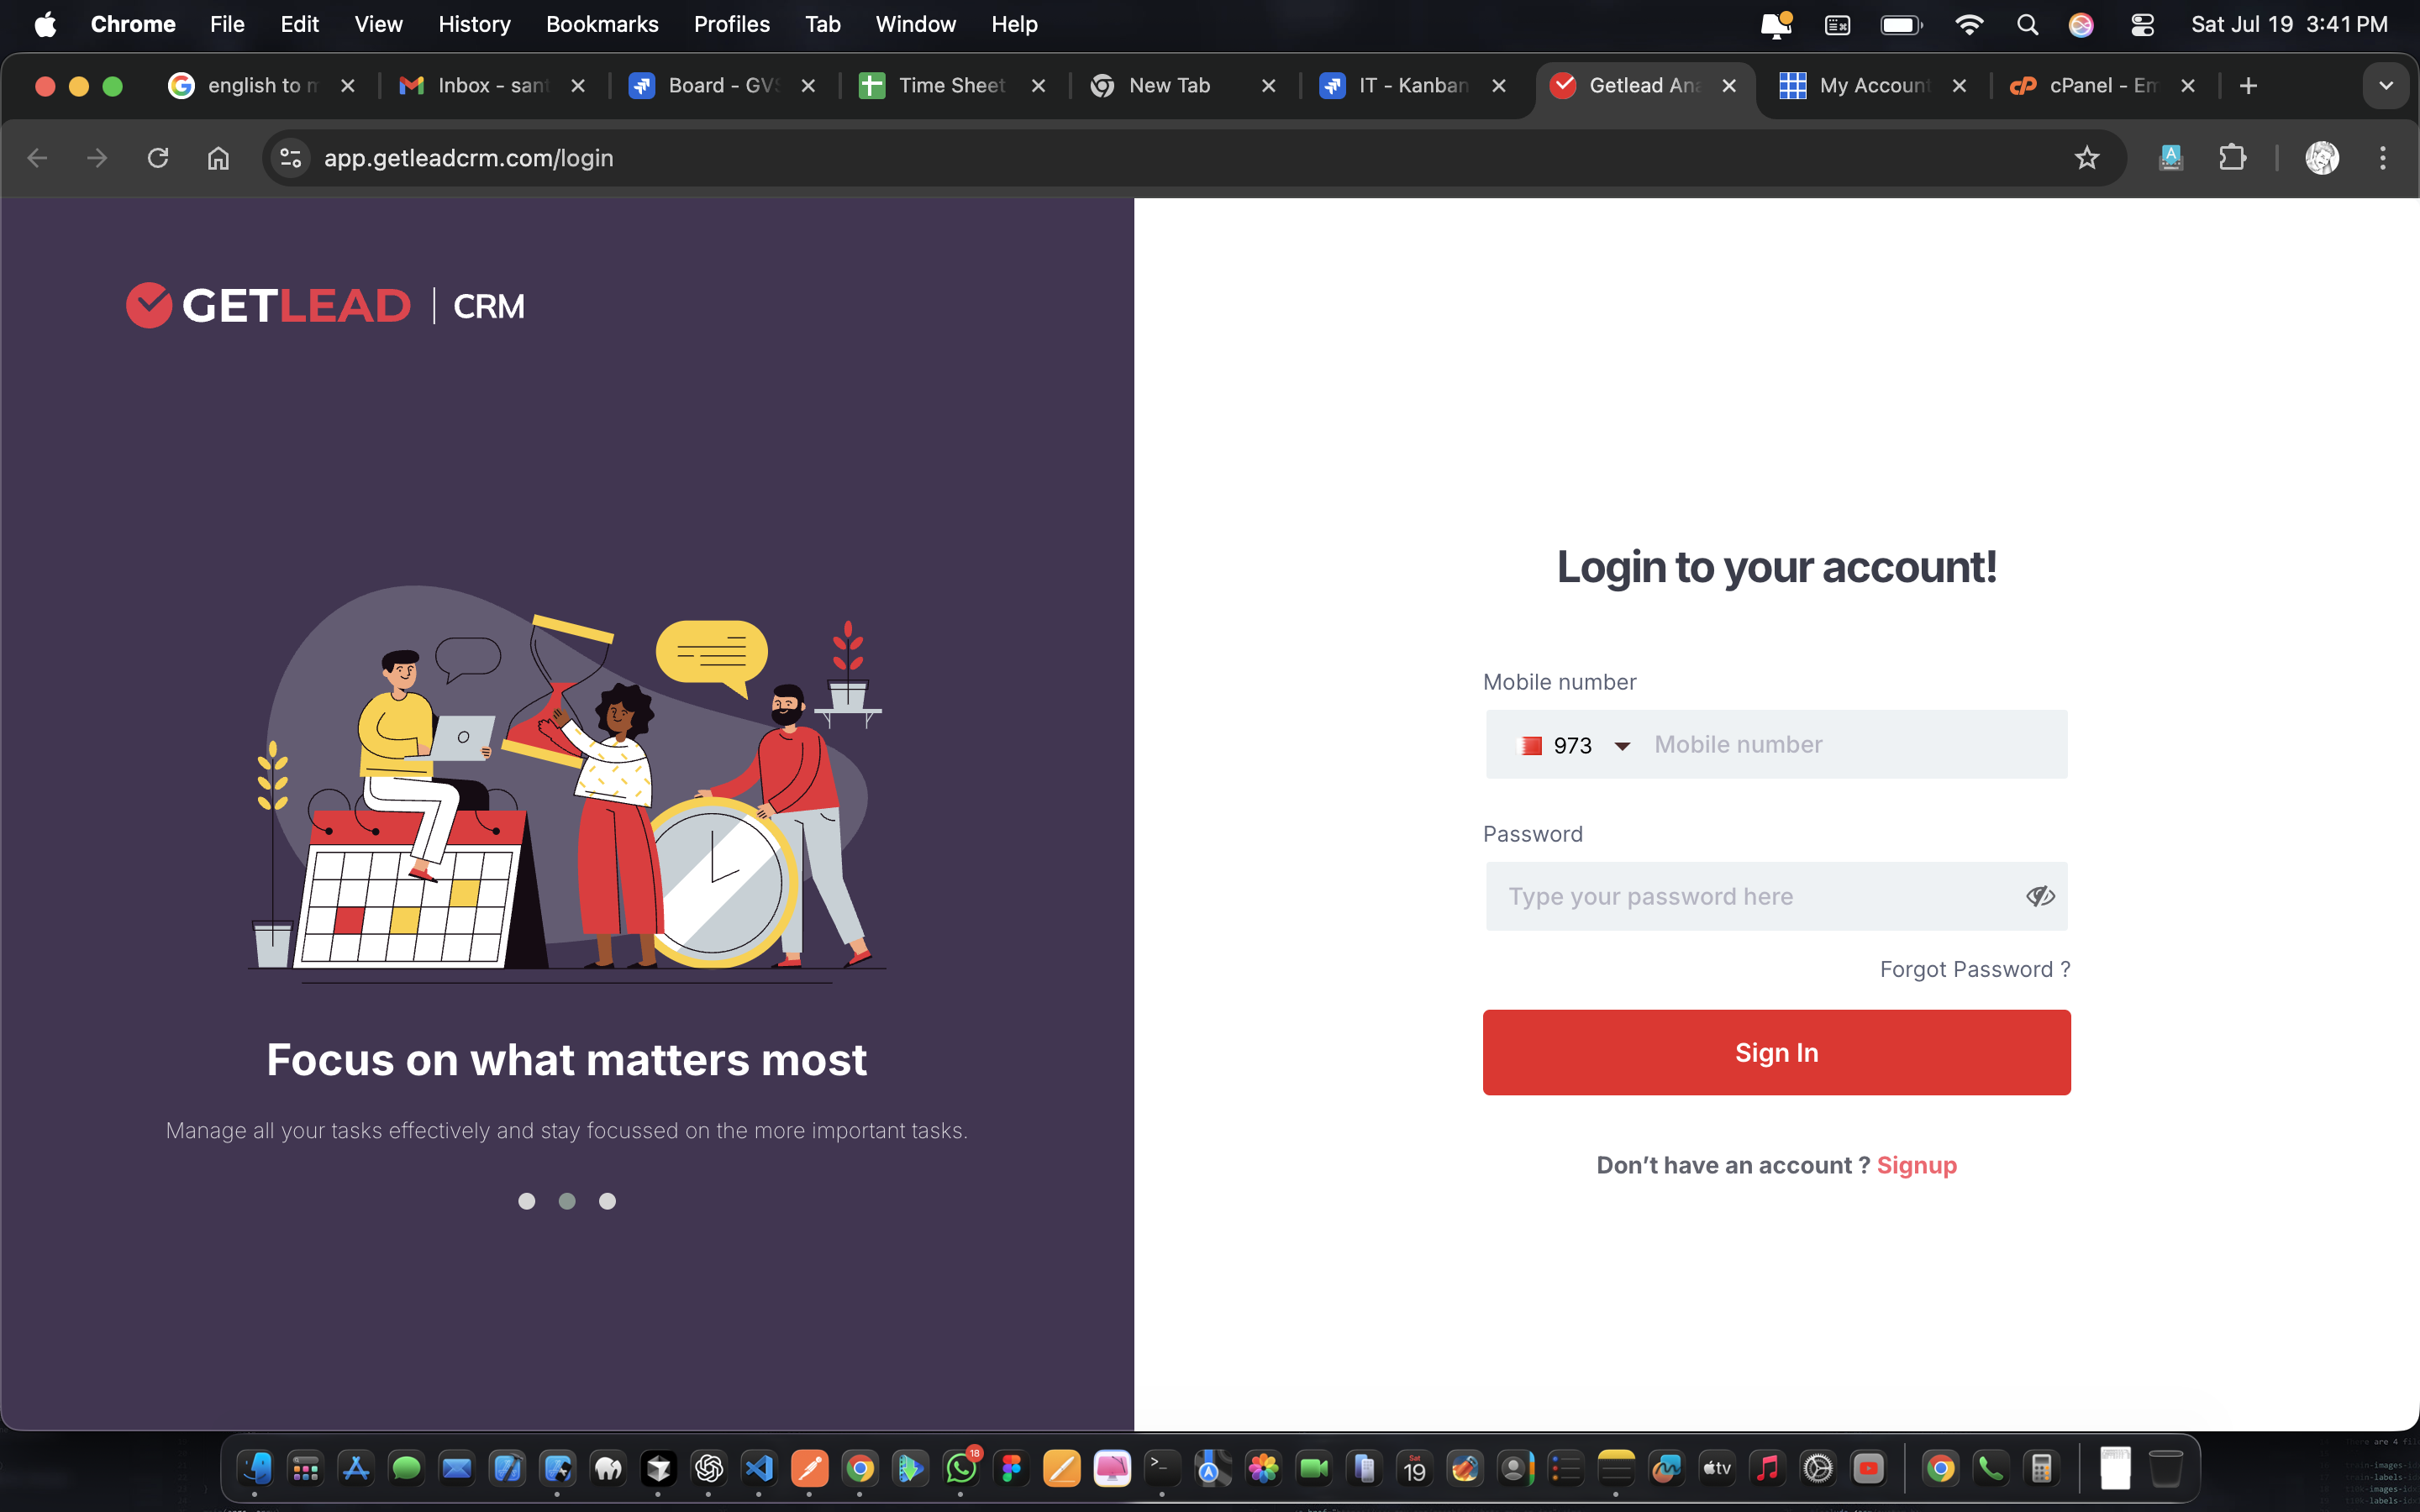 Chrome File Edit View History Bookmarks Profiles Tab Window Help Sat Jul 19 3:41 PM
english to Inbox - Board - Time Sheet New Tab IT - Kanban Getlead My Account cPanel -
app.getleadcrm.com/login
GETLEAD | CRM
Login to your account!
Mobile number
973 Mobile number
Password
Type your password here
Forgot Password ?
Sign In
Don't have an account ? Signup
Focus on what matters most
Manage all your tasks effectively and stay focussed on the more important tasks.
18
Sat
19
tv